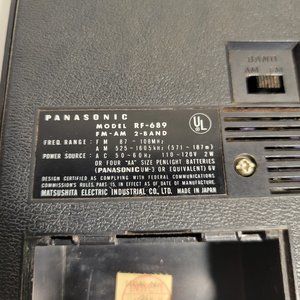 PANASONIC
MODEL RF-689
FM-AM 2-BAND
FREQ. RANGE: FM 87-108MHz
AM 525-1605kHz (571-187m)
POWER SOURCE: AC 50-60Hz 110-120V 2W
OR FOUR "AA" SIZE PENLIGHT BATTERIES
(PANASONIC UM-3 OR EQUIVALENT) 6V
DESIGNATED AS COMPLYING WITH FEDERAL COMMUNICATIONS
COMMISSION'S RULES, PART 15, IN EFFECT AS OF DATE OF MANUFACTURE
MATSUSHITA ELECTRIC INDUSTRIAL CO., LTD. MADE IN JAPAN
UL
AM FM